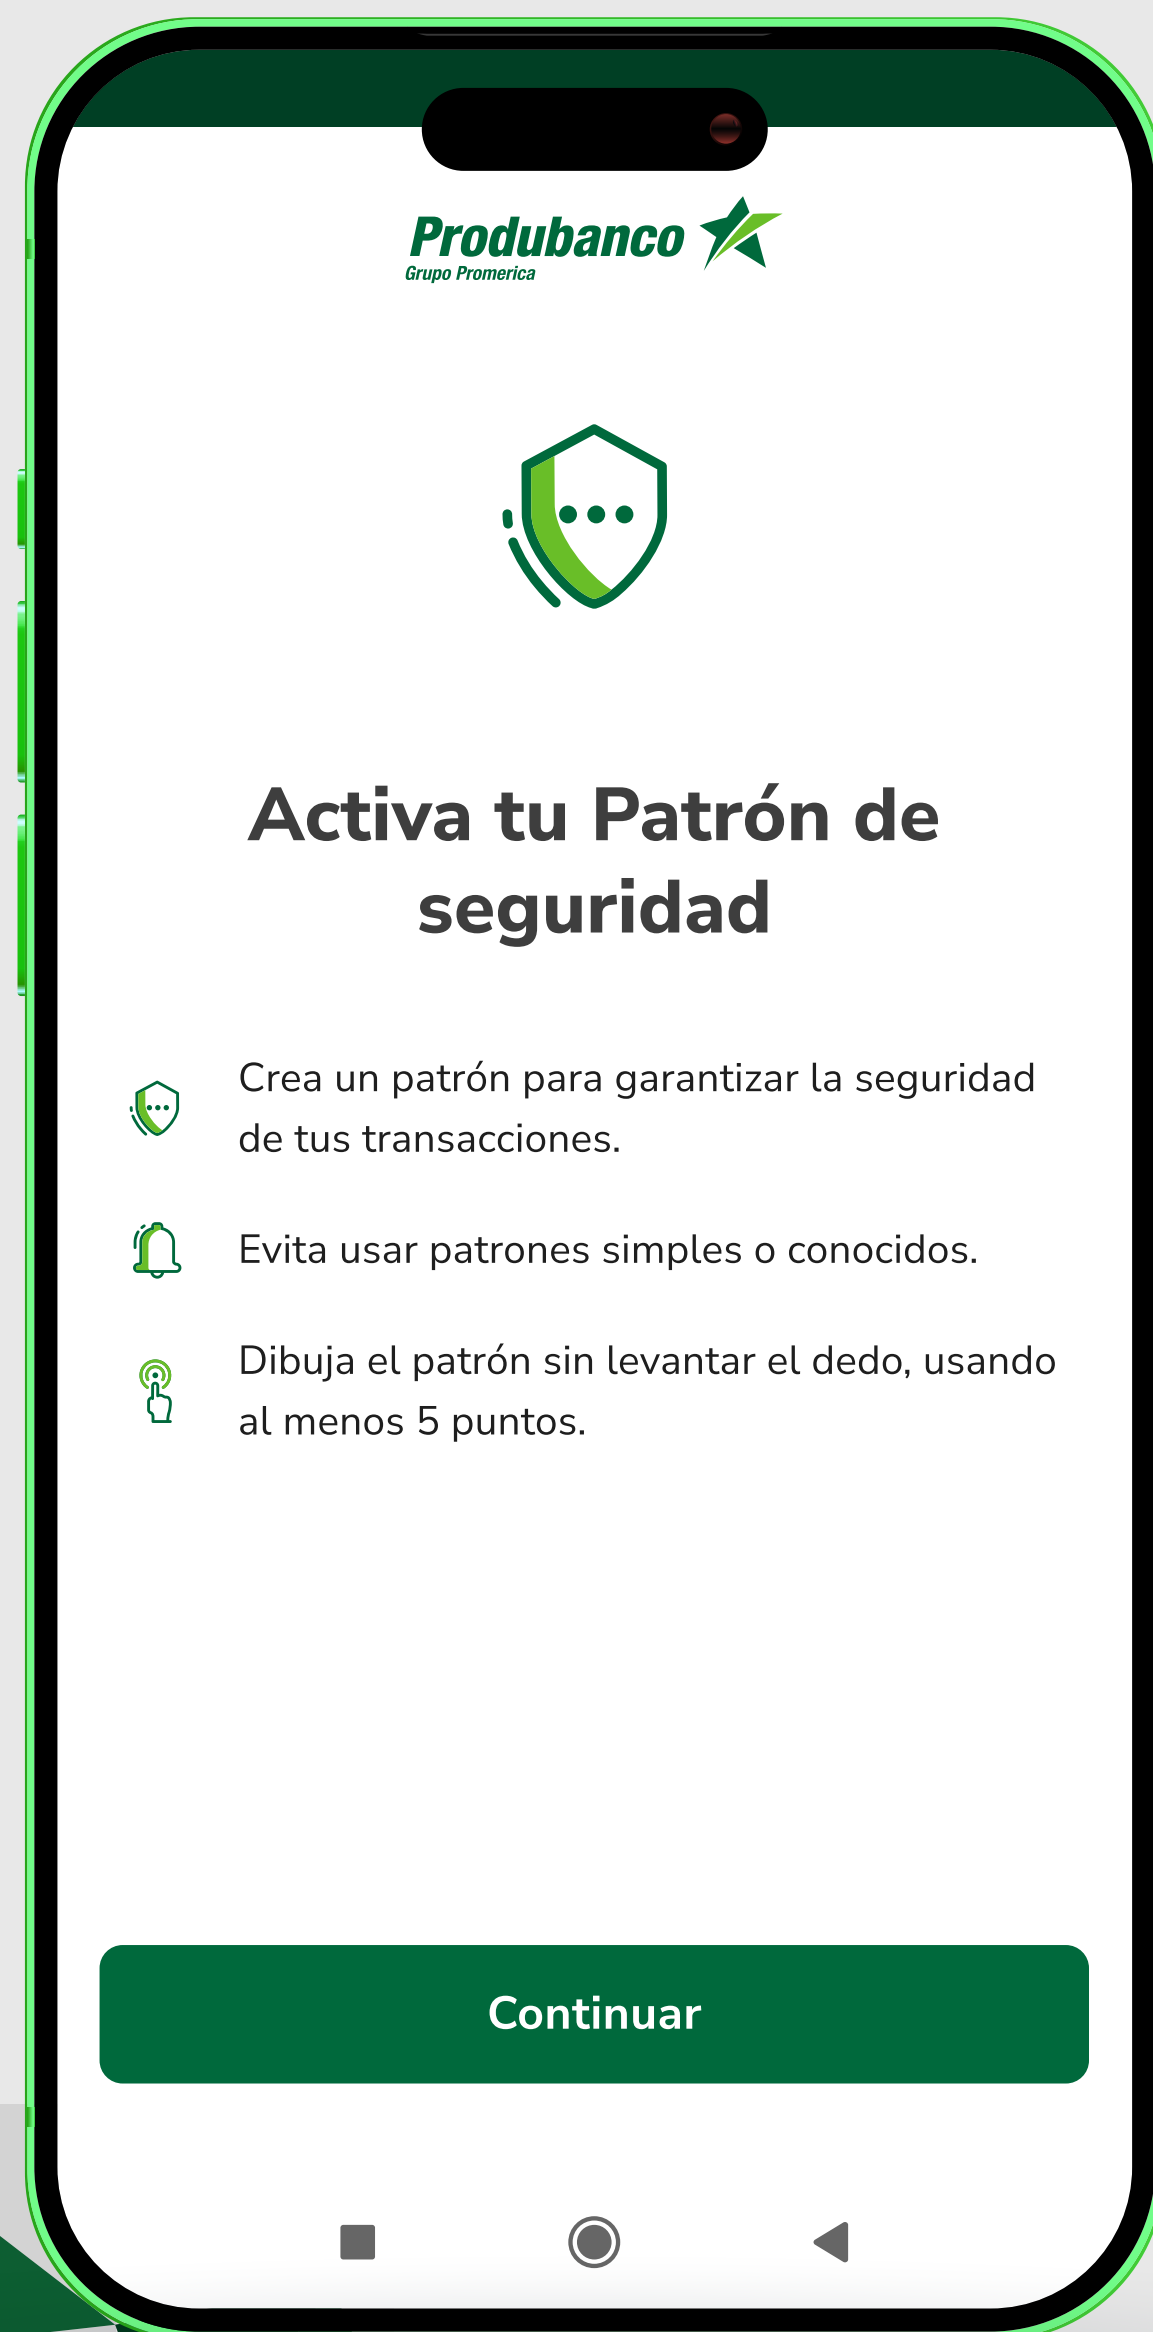 Produbanco
Grupo Promerica
Activa tu Patrón de
seguridad
Crea un patrón para garantizar la seguridad
de tus transacciones.
Evita usar patrones simples o conocidos.
Dibuja el patrón sin levantar el dedo, usando
al menos 5 puntos.
Continuar